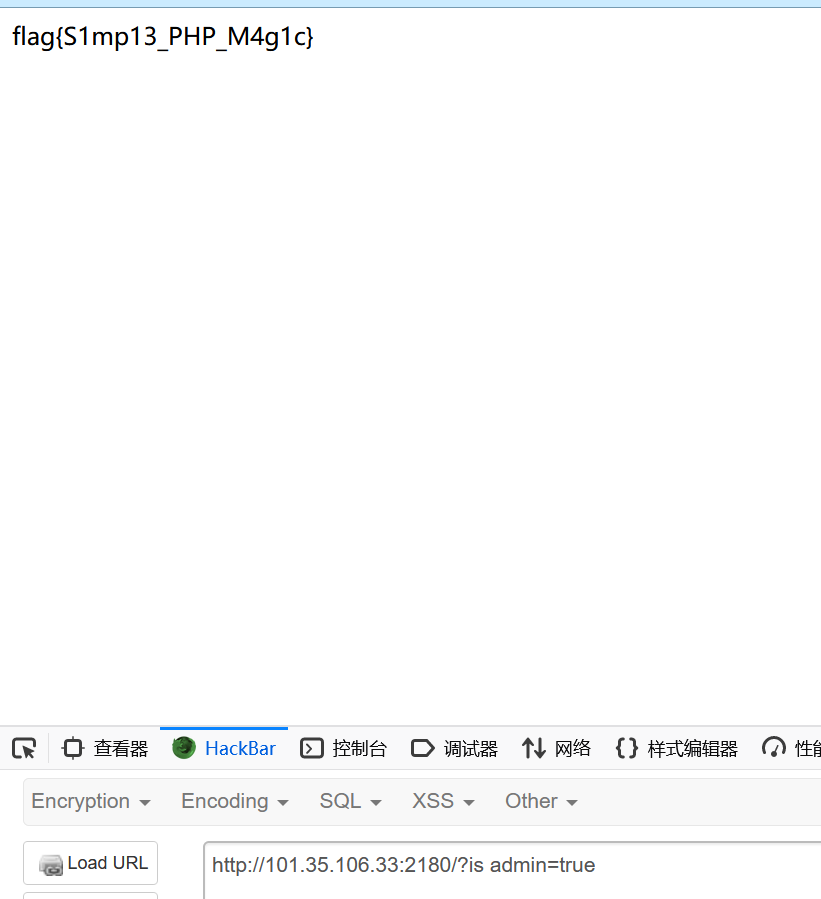 flag{S1mp13_PHP_M4g1c}
查看器 HackBar 控制台 调试器 网络 样式编辑器 性能
Encryption Encoding SQL XSS Other
Load URL http://101.35.106.33:2180/?is admin=true